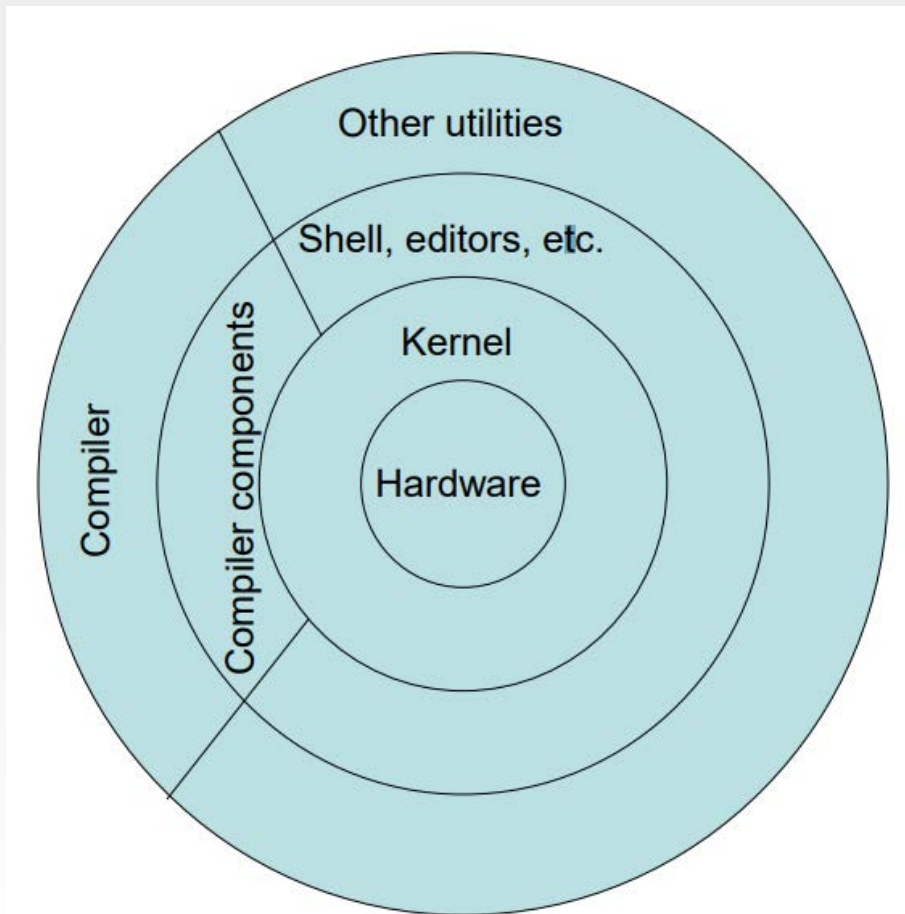 Other utilities
Shell, editors, etc.
Kernel
Hardware
Compiler components
Compiler